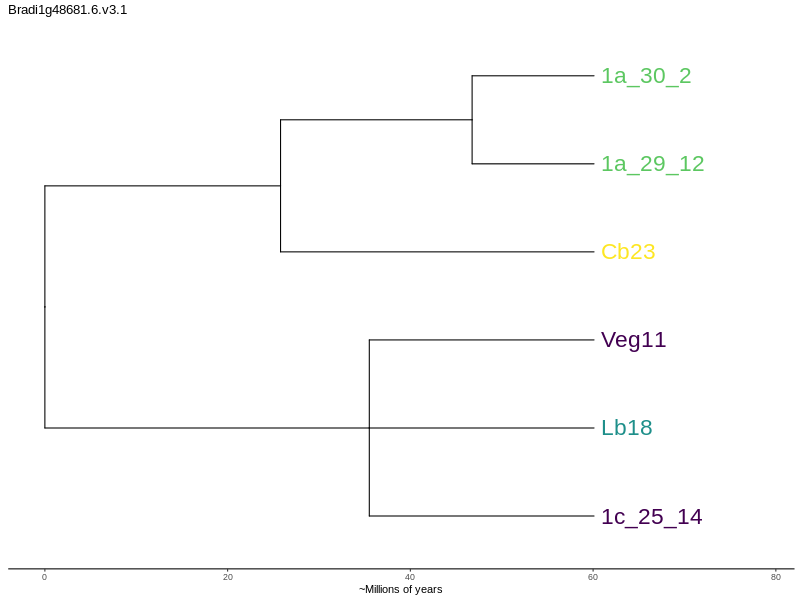 Bradi1g48681.6.v3.1
1a_30_2
1a_29_12
Cb23
Veg11
Lb18
1c_25_14
0 20 40 60 80
~Millions of years